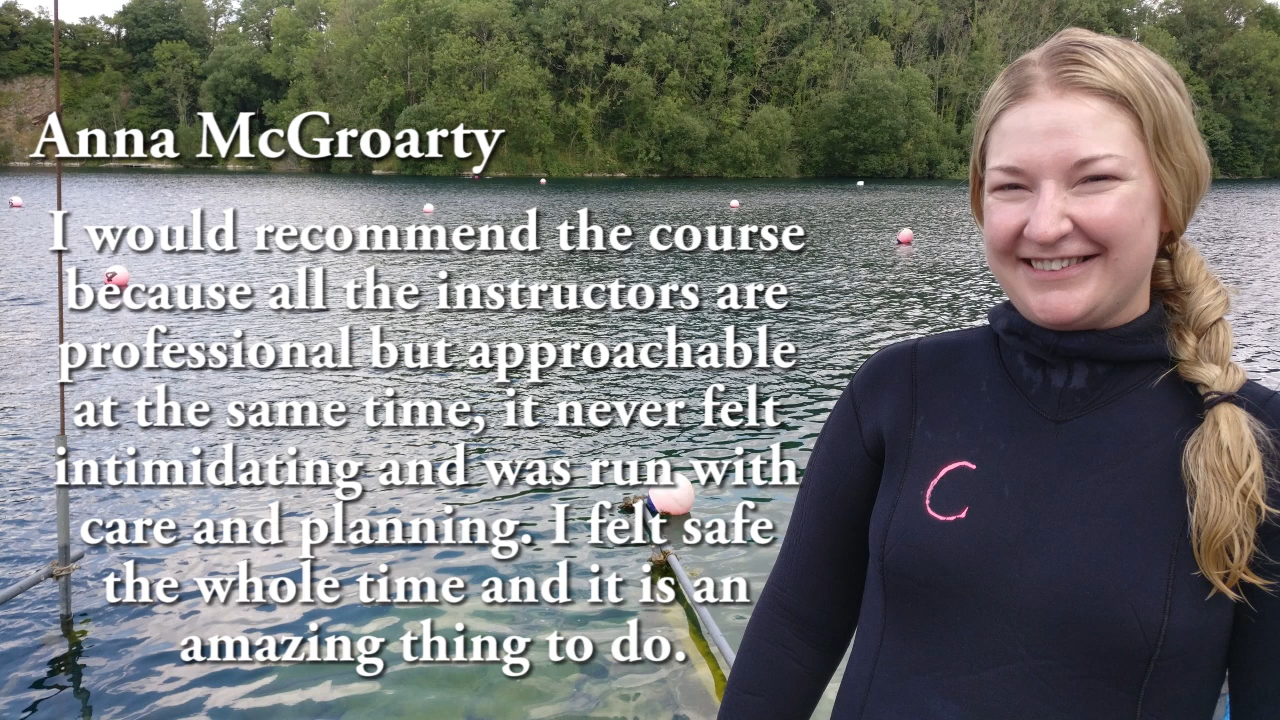 Anna McGroarty
I would recommend the course
because all the instructors are
professional but approachable
at the same time, it never felt
intimidating and was run with
care and planning. I felt safe
the whole time and it is an
amazing thing to do.
C